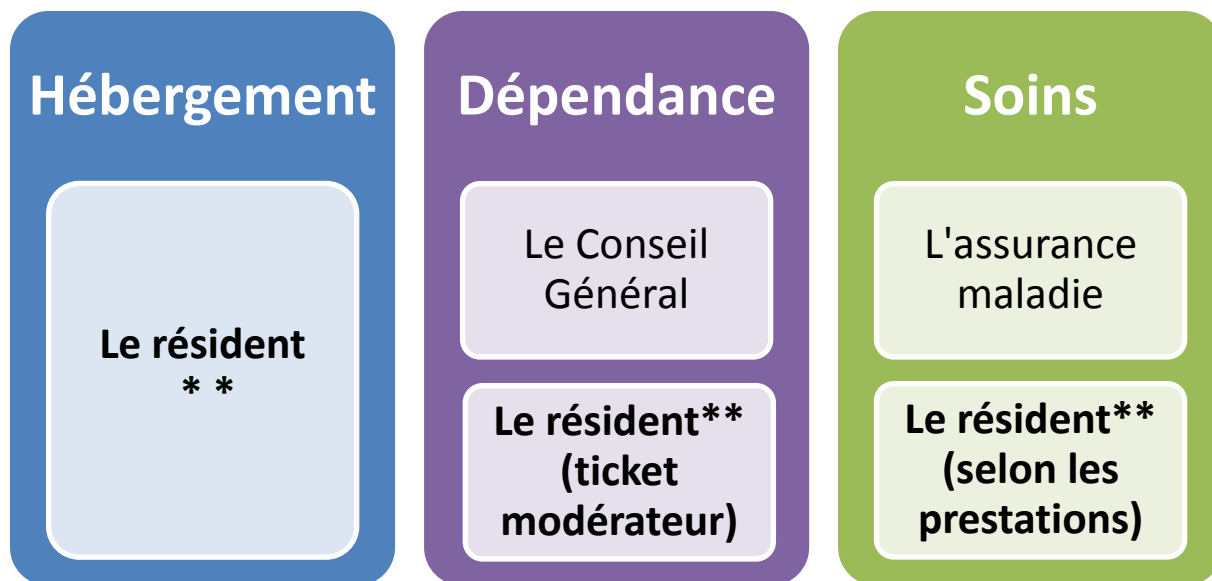 Hébergement
Le résident
* *
Dépendance
Le Conseil
Général
Le résident**
(ticket
modérateur)
Soins
L'assurance
maladie
Le résident**
(selon les
prestations)